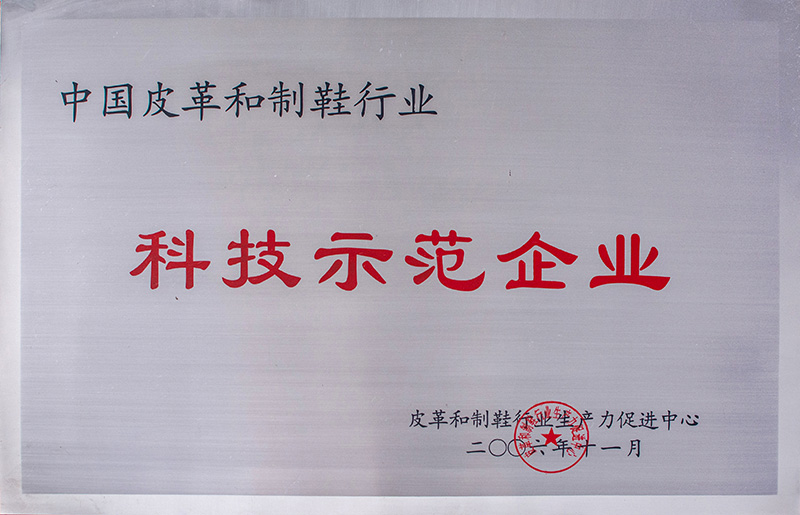 中国皮革和制鞋行业
科技示范企业
皮革和制鞋行业生产力促进中心
二〇〇六年十一月